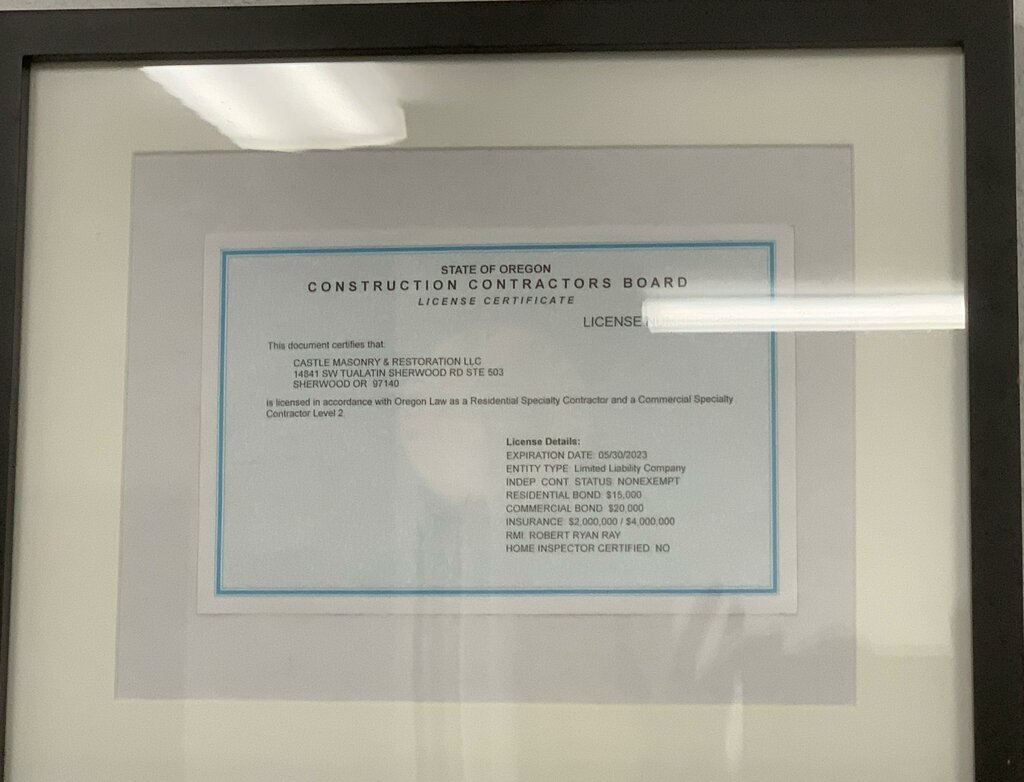 STATE OF OREGON
CONSTRUCTION CONTRACTORS BOARD
LICENSE CERTIFICATE
LICENSE
This document certifies that:
CASTLE MASONRY & RESTORATION LLC
14841 SW TUALATIN SHERWOOD RD STE 503
SHERWOOD OR 97140
is licensed in accordance with Oregon Law as a Residential Specialty Contractor and a Commercial Specialty
Contractor Level 2.
License Details:
EXPIRATION DATE: 05/30/2023
ENTITY TYPE: Limited Liability Company
INDEP. CONT. STATUS: NONEXEMPT
RESIDENTIAL BOND: $15,000
COMMERCIAL BOND: $20,000
INSURANCE: $2,000,000 / $4,000,000
RMI: ROBERT RYAN RAY
HOME INSPECTOR CERTIFIED: NO